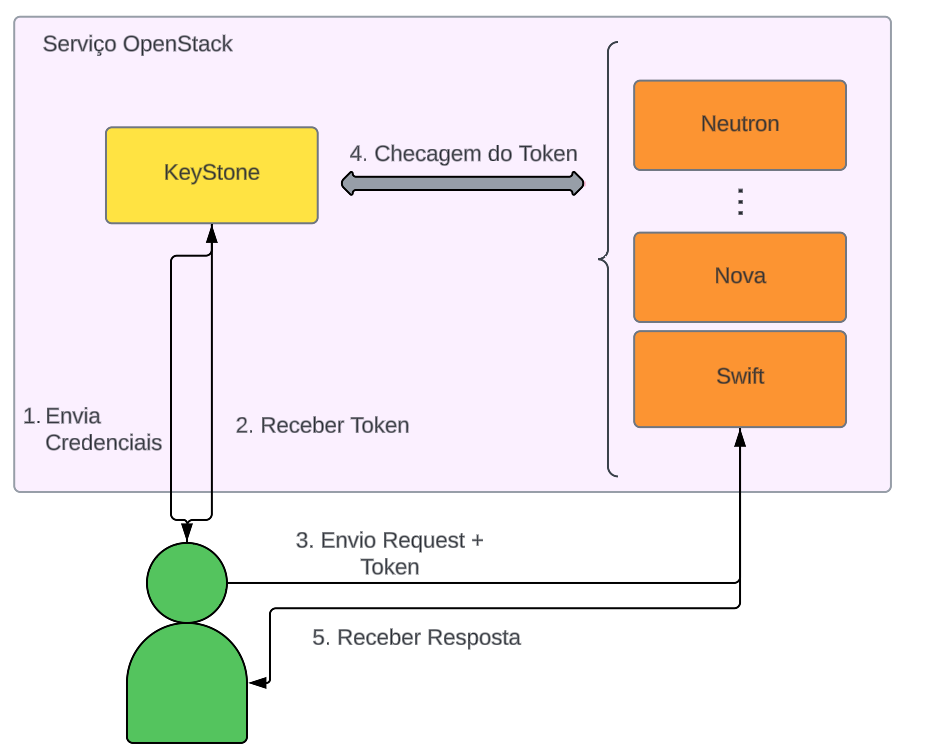 Serviço OpenStack
Neutron
KeyStone
4. Checagem do Token
Nova
Swift
1. Envia
Credenciais
2. Receber Token
3. Envio Request +
Token
5. Receber Resposta